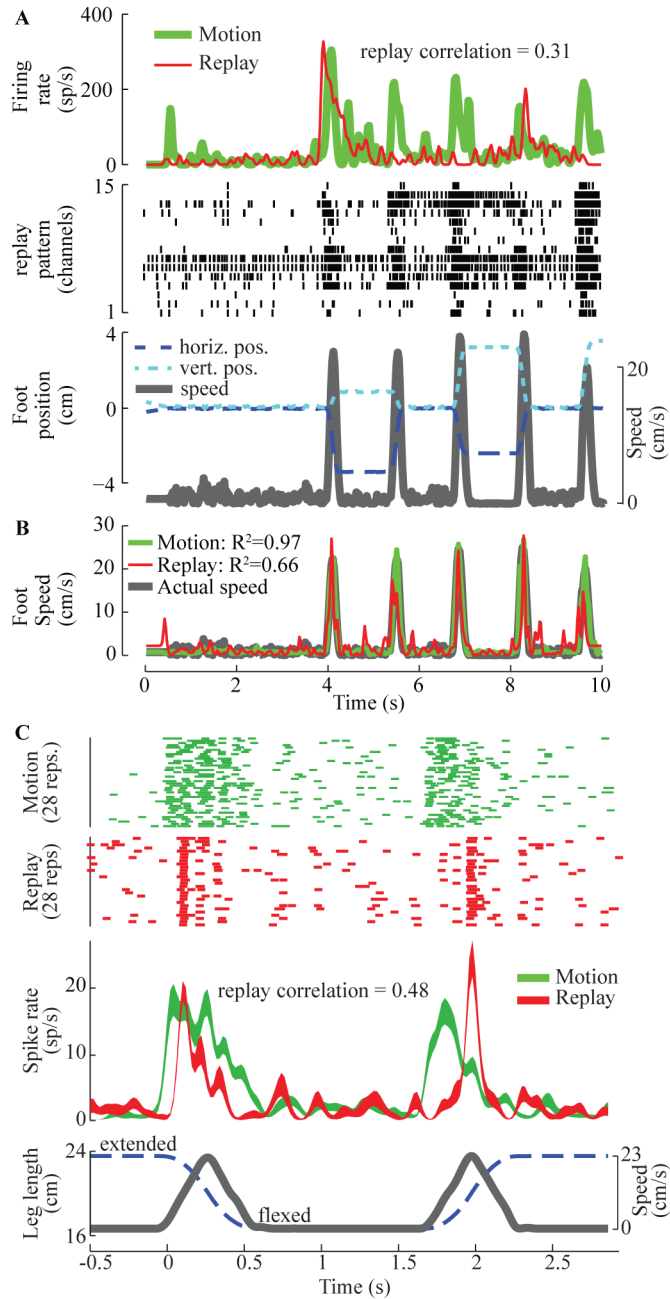 A
Motion
Replay
replay correlation = 0.31
Firing rate (sp/s)
400
200
0
replay pattern (channels)
15
1
Foot position (cm)
4
0
−4
horiz. pos.
vert. pos.
speed
20
0
Speed (cm/s)
B
Motion: R²=0.97
Replay: R²=0.66
Actual speed
Foot Speed (cm/s)
30
20
10
0
0 2 4 6 8 10
Time (s)
C
Motion (28 reps.)
Replay (28 reps)
replay correlation = 0.48
Motion
Replay
Spike rate (sp/s)
20
10
0
Leg length (cm)
24
16
extended
flexed
23
0
Speed (cm/s)
-0.5 0 0.5 1 1.5 2 2.5
Time (s)